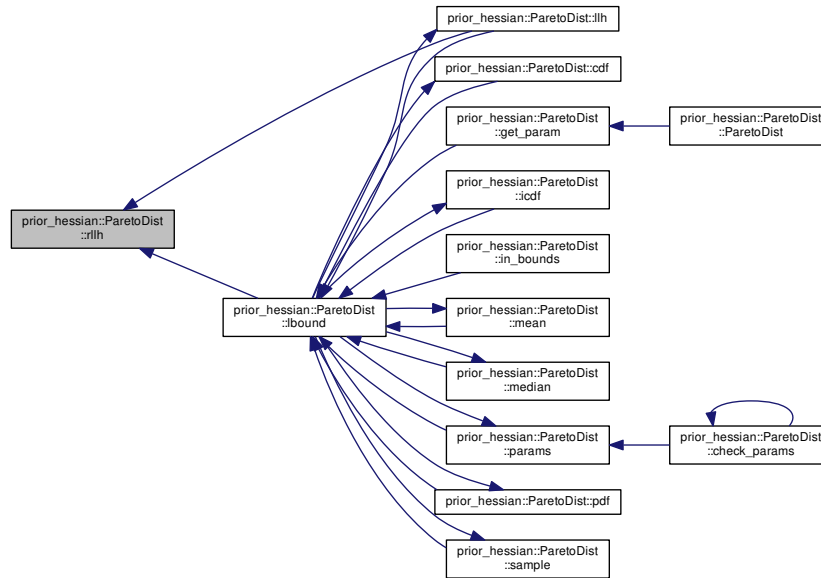 prior_hessian::ParetoDist::llh
prior_hessian::ParetoDist::cdf
prior_hessian::ParetoDist
::get_param
prior_hessian::ParetoDist
::ParetoDist
prior_hessian::ParetoDist
::icdf
prior_hessian::ParetoDist
::rllh
prior_hessian::ParetoDist
::in_bounds
prior_hessian::ParetoDist
::lbound
prior_hessian::ParetoDist
::mean
prior_hessian::ParetoDist
::median
prior_hessian::ParetoDist
::params
prior_hessian::ParetoDist
::check_params
prior_hessian::ParetoDist::pdf
prior_hessian::ParetoDist
::sample